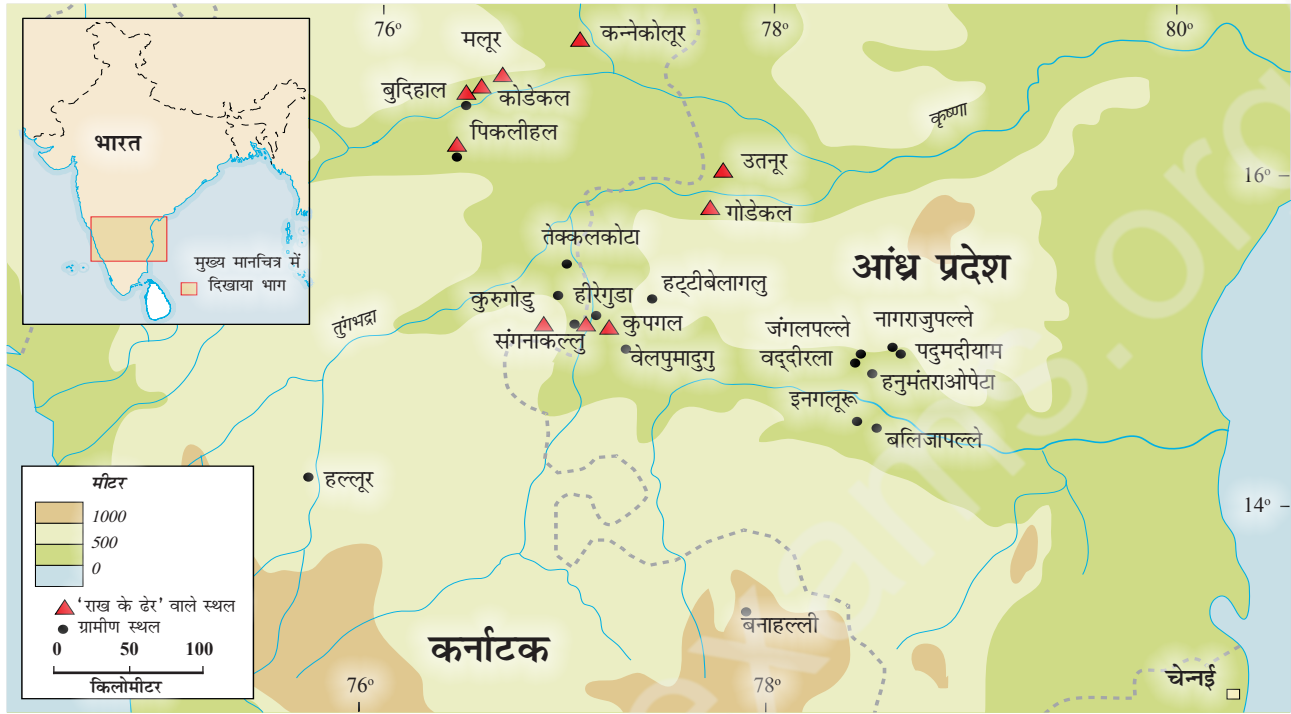 76°
78°
80°
कन्नेकोलूर
मलूर
बुदिहाल
कोडेकल
पिकलीहल
कृष्णा
उतनूर
16°
गोडेकल
भारत
मुख्य मानचित्र में
दिखाया भाग
तेक्कलकोटा
आंध्र प्रदेश
हट्टीबेलागलु
कुरुगोडु
हीरेगुडा
तुंगभद्रा
कुपगल
संगनाकल्लु
वेलपुमादुगु
नागराजुपल्ले
जंगलपल्ले
पदुमदीयाम
वद्दीरला
हनुमंतराओपेटा
इनगलूरू
बलिजापल्ले
हल्लूर
14°
मीटर
1000
500
0
'राख के ढेर' वाले स्थल
ग्रामीण स्थल
0 50 100
किलोमीटर
बनाहल्ली
कर्नाटक
चेन्नई
76°
78°